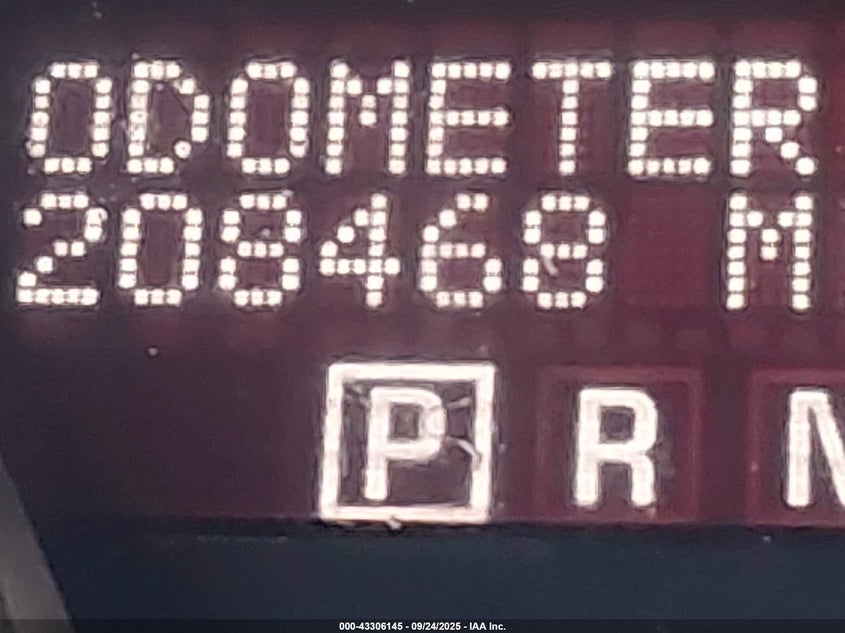 ODOMETER
208468 M
P R N
000-43306145 - 09/24/2025 - IAA Inc.